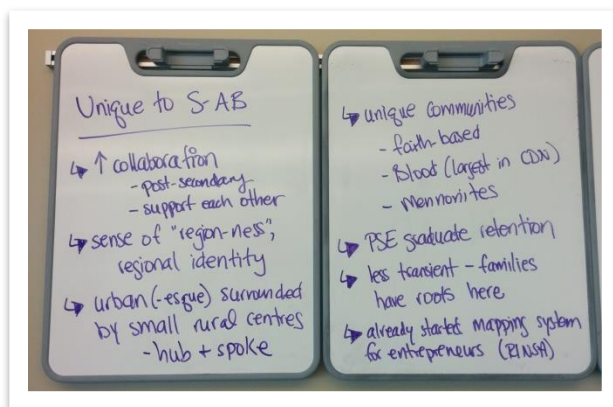 Unique to S-AB
↳ ↑ collaboration
- post-secondary
- support each other
↳ sense of "region-ness",
regional identity
↳ urban(-esque) surrounded
by small rural centres
- hub + spoke
↳ unique communities
- faith-based
- Blood (largest in CDN)
- Mennonites
↳ PSE graduate retention
↳ less transient – families
have roots here
↳ already started mapping system
for entrepreneurs (RINSA)